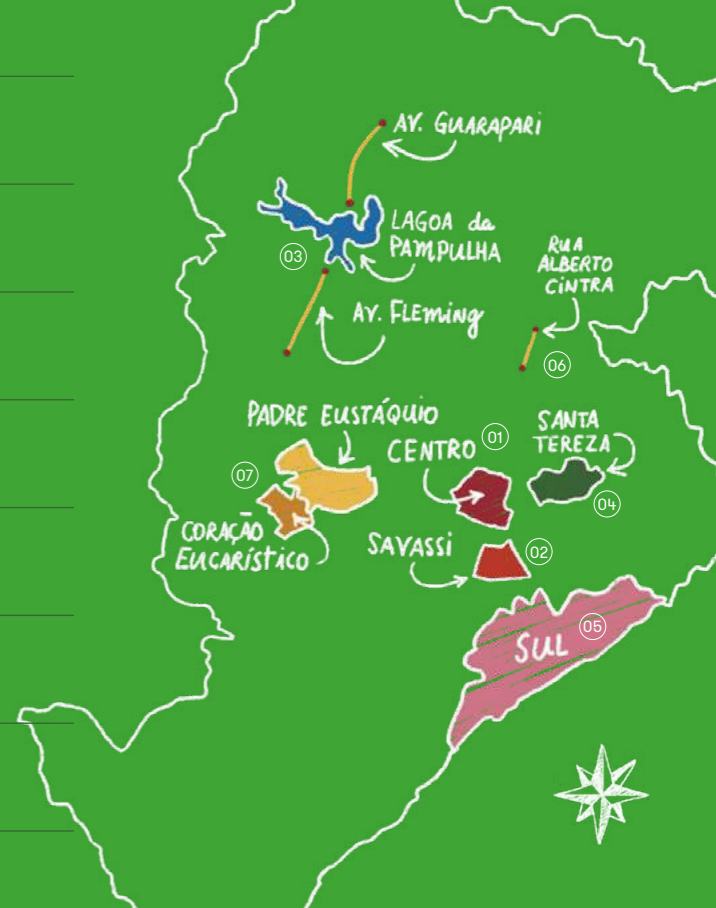 AV. GUARAPARI
LAGOA da
PAMPULHA
03
RUA
ALBERTO
CINTRA
AV. FLEMING
06
PADRE EUSTÁQUIO
01
CENTRO
SANTA
TEREZA
07
04
CORAÇÃO
EUCARÍSTICO
SAVASSI
02
05
SUL